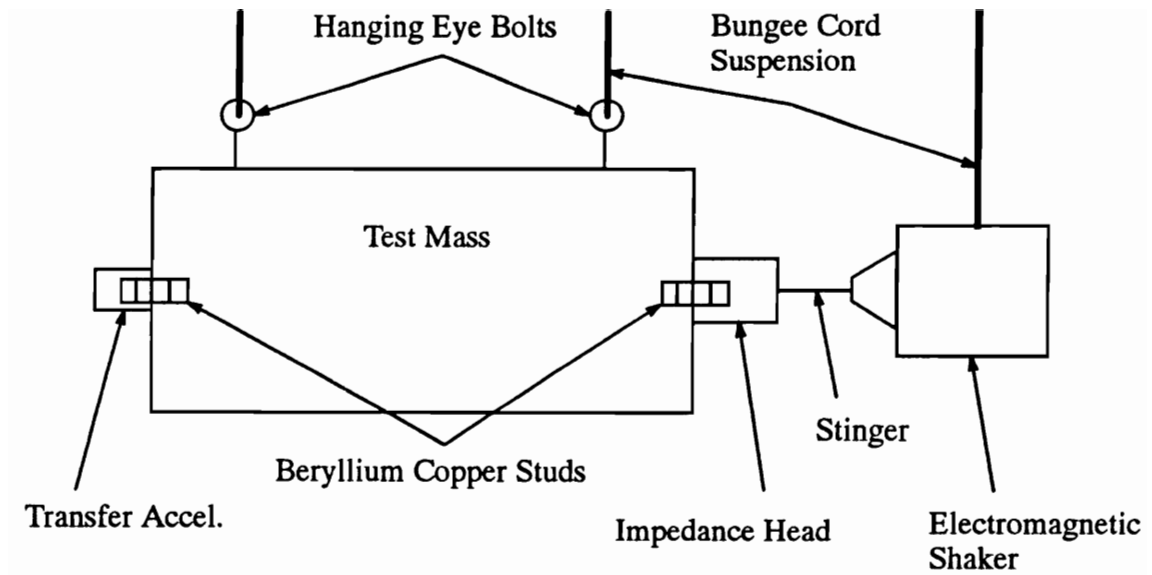 Hanging Eye Bolts
Bungee Cord
Suspension
Test Mass
Stinger
Beryllium Copper Studs
Transfer Accel.
Impedance Head
Electromagnetic
Shaker